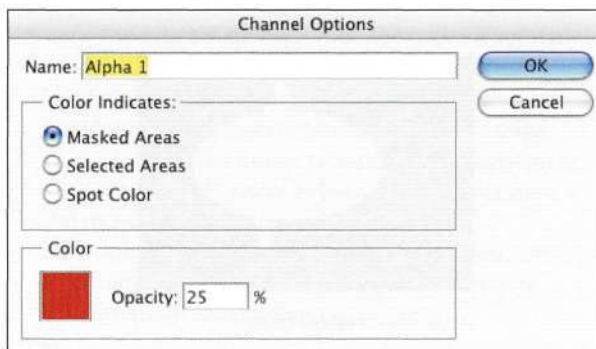 Channel Options
Name: Alpha 1
OK
Cancel
Color Indicates:
Masked Areas
Selected Areas
Spot Color
Color
Opacity: 25 %